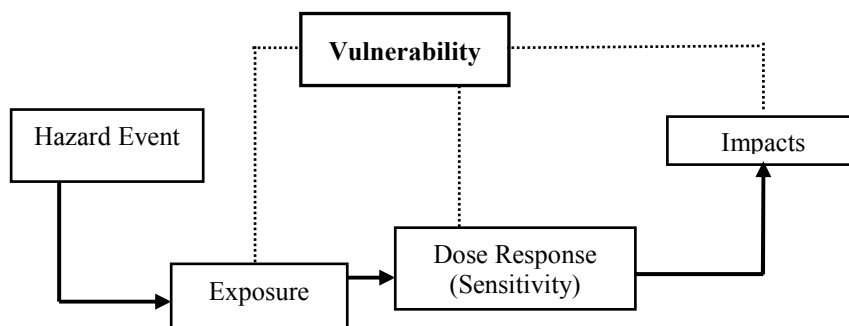 Vulnerability
Hazard Event
Impacts
Dose Response
(Sensitivity)
Exposure